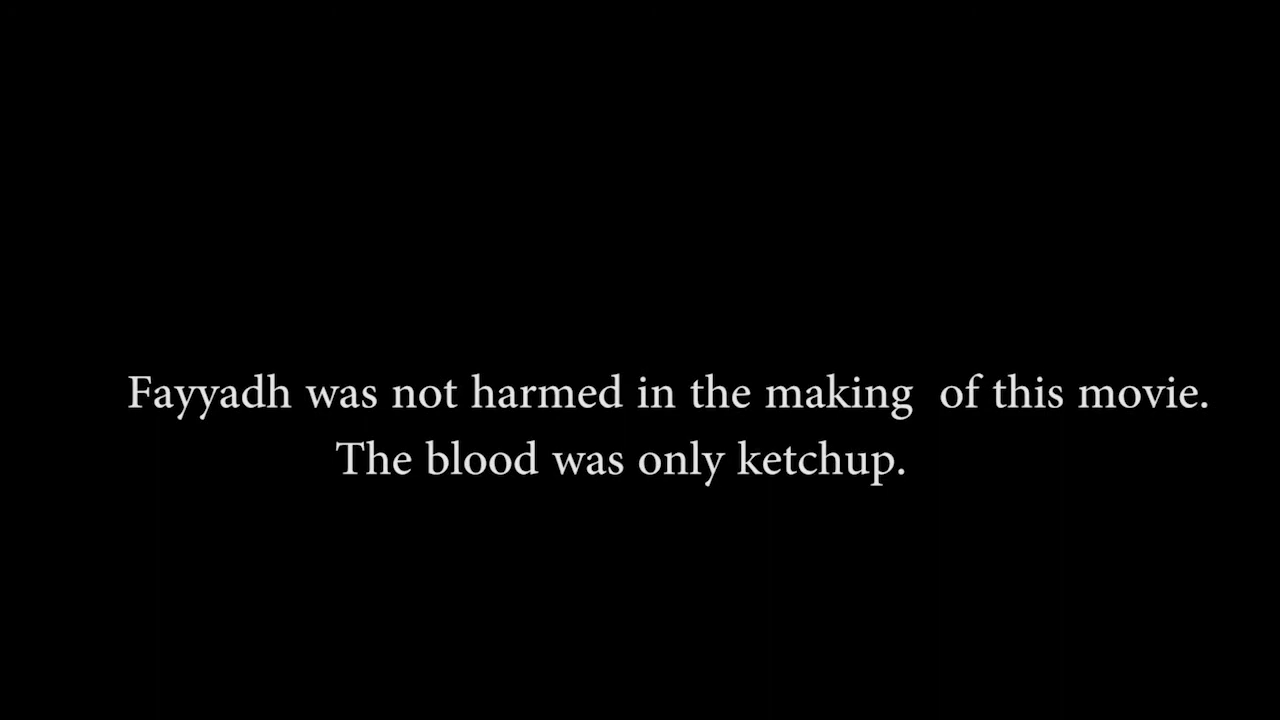 Fayyadh was not harmed in the making  of this movie.
The blood was only ketchup.